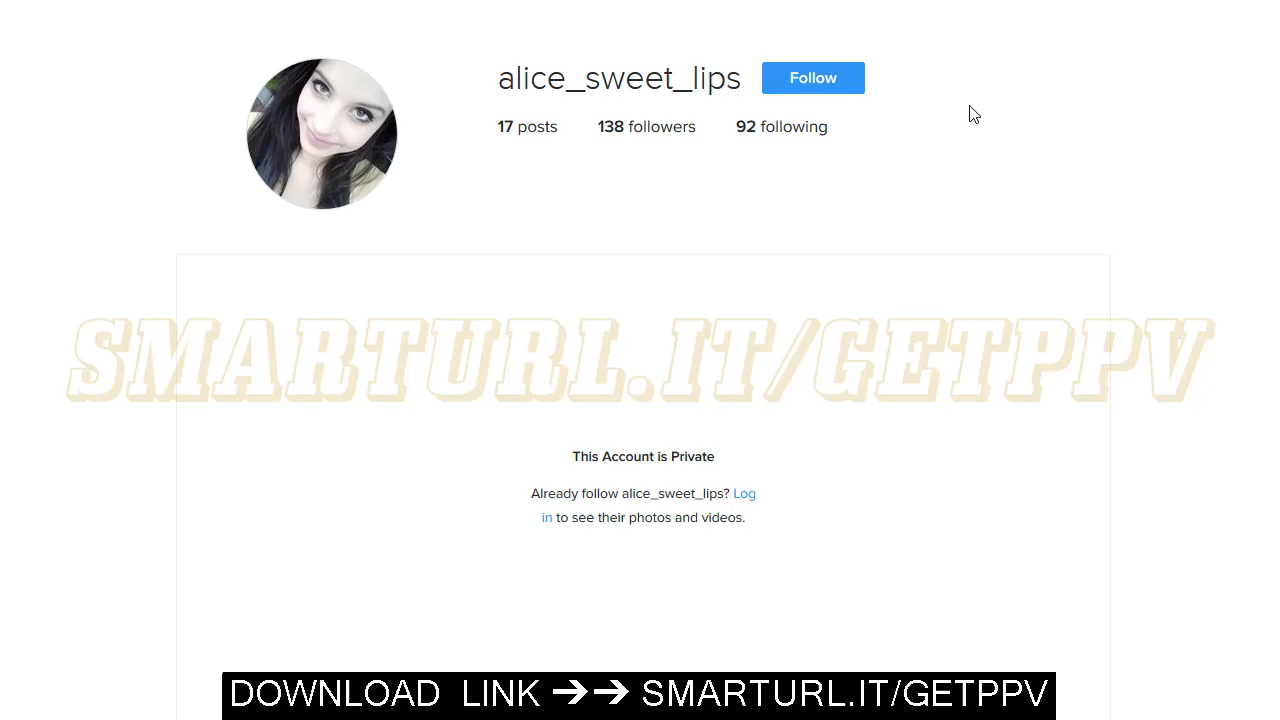 alice_sweet_lips Follow
17 posts 138 followers 92 following
SMARTURL.IT/GETPPV
This Account is Private
Already follow alice_sweet_lips? Log
in to see their photos and videos.
DOWNLOAD LINK ➔➔ SMARTURL.IT/GETPPV